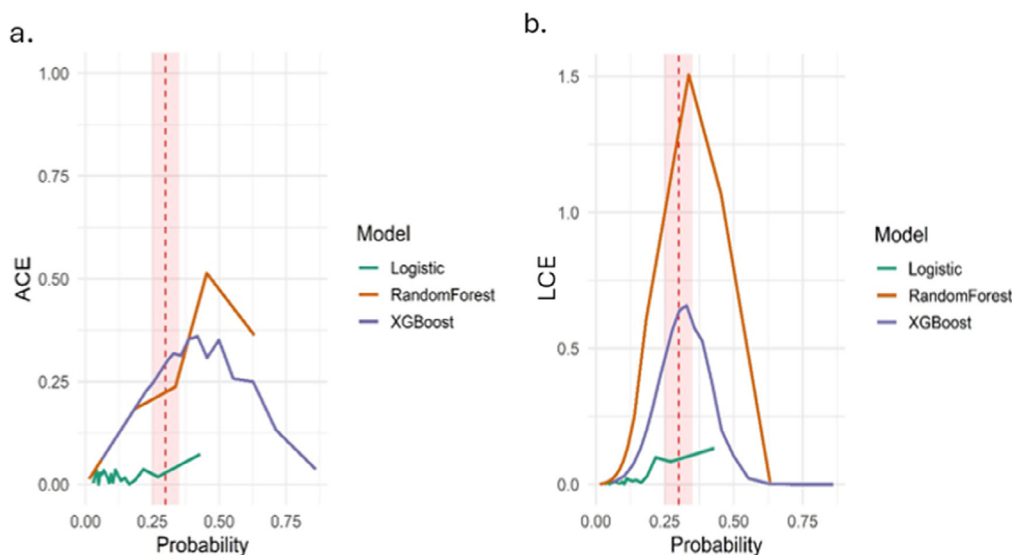 a.
1.00
0.75
0.50
0.25
0.00
ACE
0.00 0.25 0.50 0.75
Probability
Model
Logistic
RandomForest
XGBoost
b.
1.5
1.0
0.5
0.0
LCE
0.00 0.25 0.50 0.75
Probability
Model
Logistic
RandomForest
XGBoost